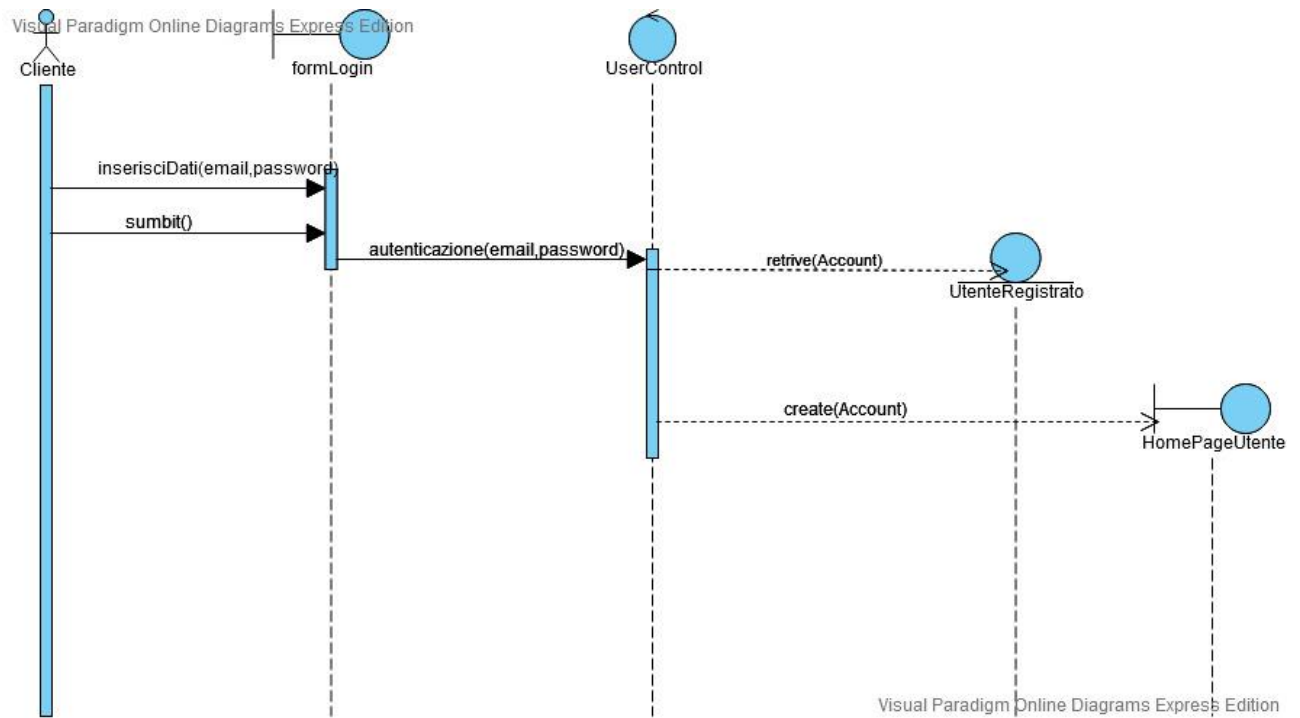 Visual Paradigm Online Diagrams Express Edition
Cliente
formLogin
UserControl
inserisciDati(email,password)
sumbit()
autenticazione(email,password)
retrive(Account)
UtenteRegistrato
create(Account)
HomePageUtente
Visual Paradigm Online Diagrams Express Edition